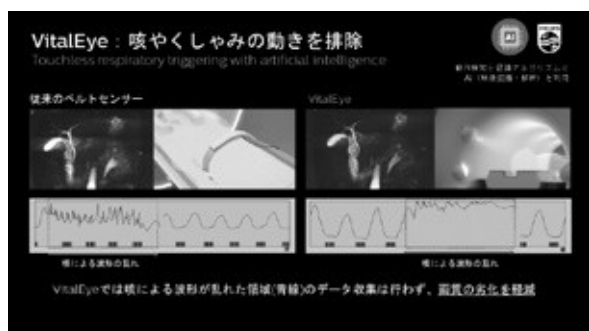 VitalEye：咳やくしゃみの動きを排除
Touchless respiratory triggering with artificial intelligence
AI
PHILIPS
従来のベルトセンサー
VitalEye
咳による波形の乱れ
咳による波形の乱れ
VitalEyeでは咳による波形が乱れた領域(青線)のデータ収集は行わず、画質の劣化を軽減